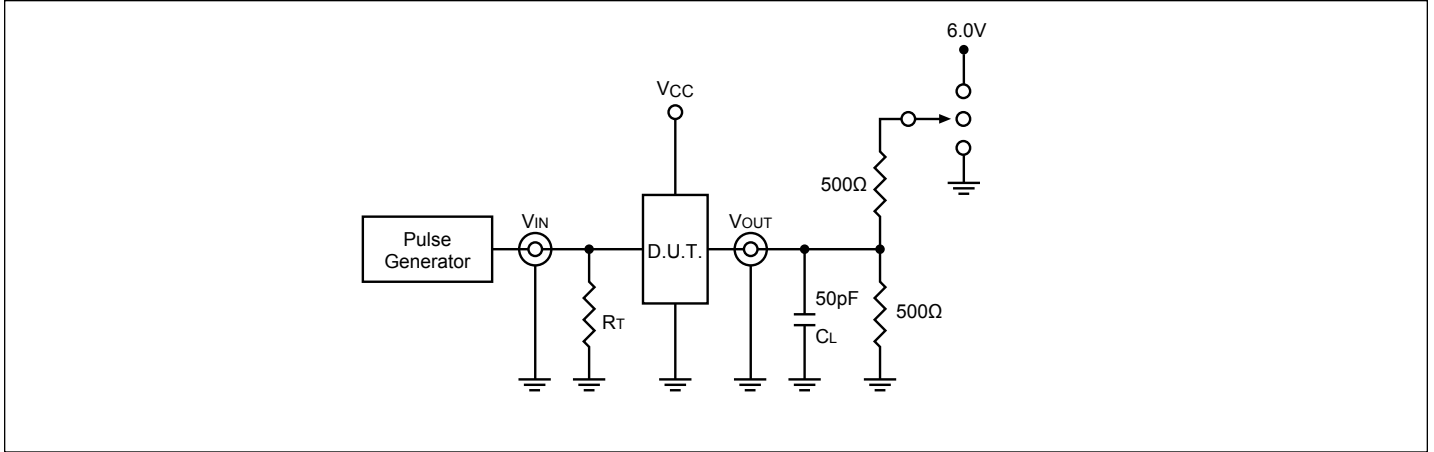 6.0V
VCC
500Ω
VIN
VOUT
Pulse
Generator
D.U.T.
50pF
500Ω
RT
CL